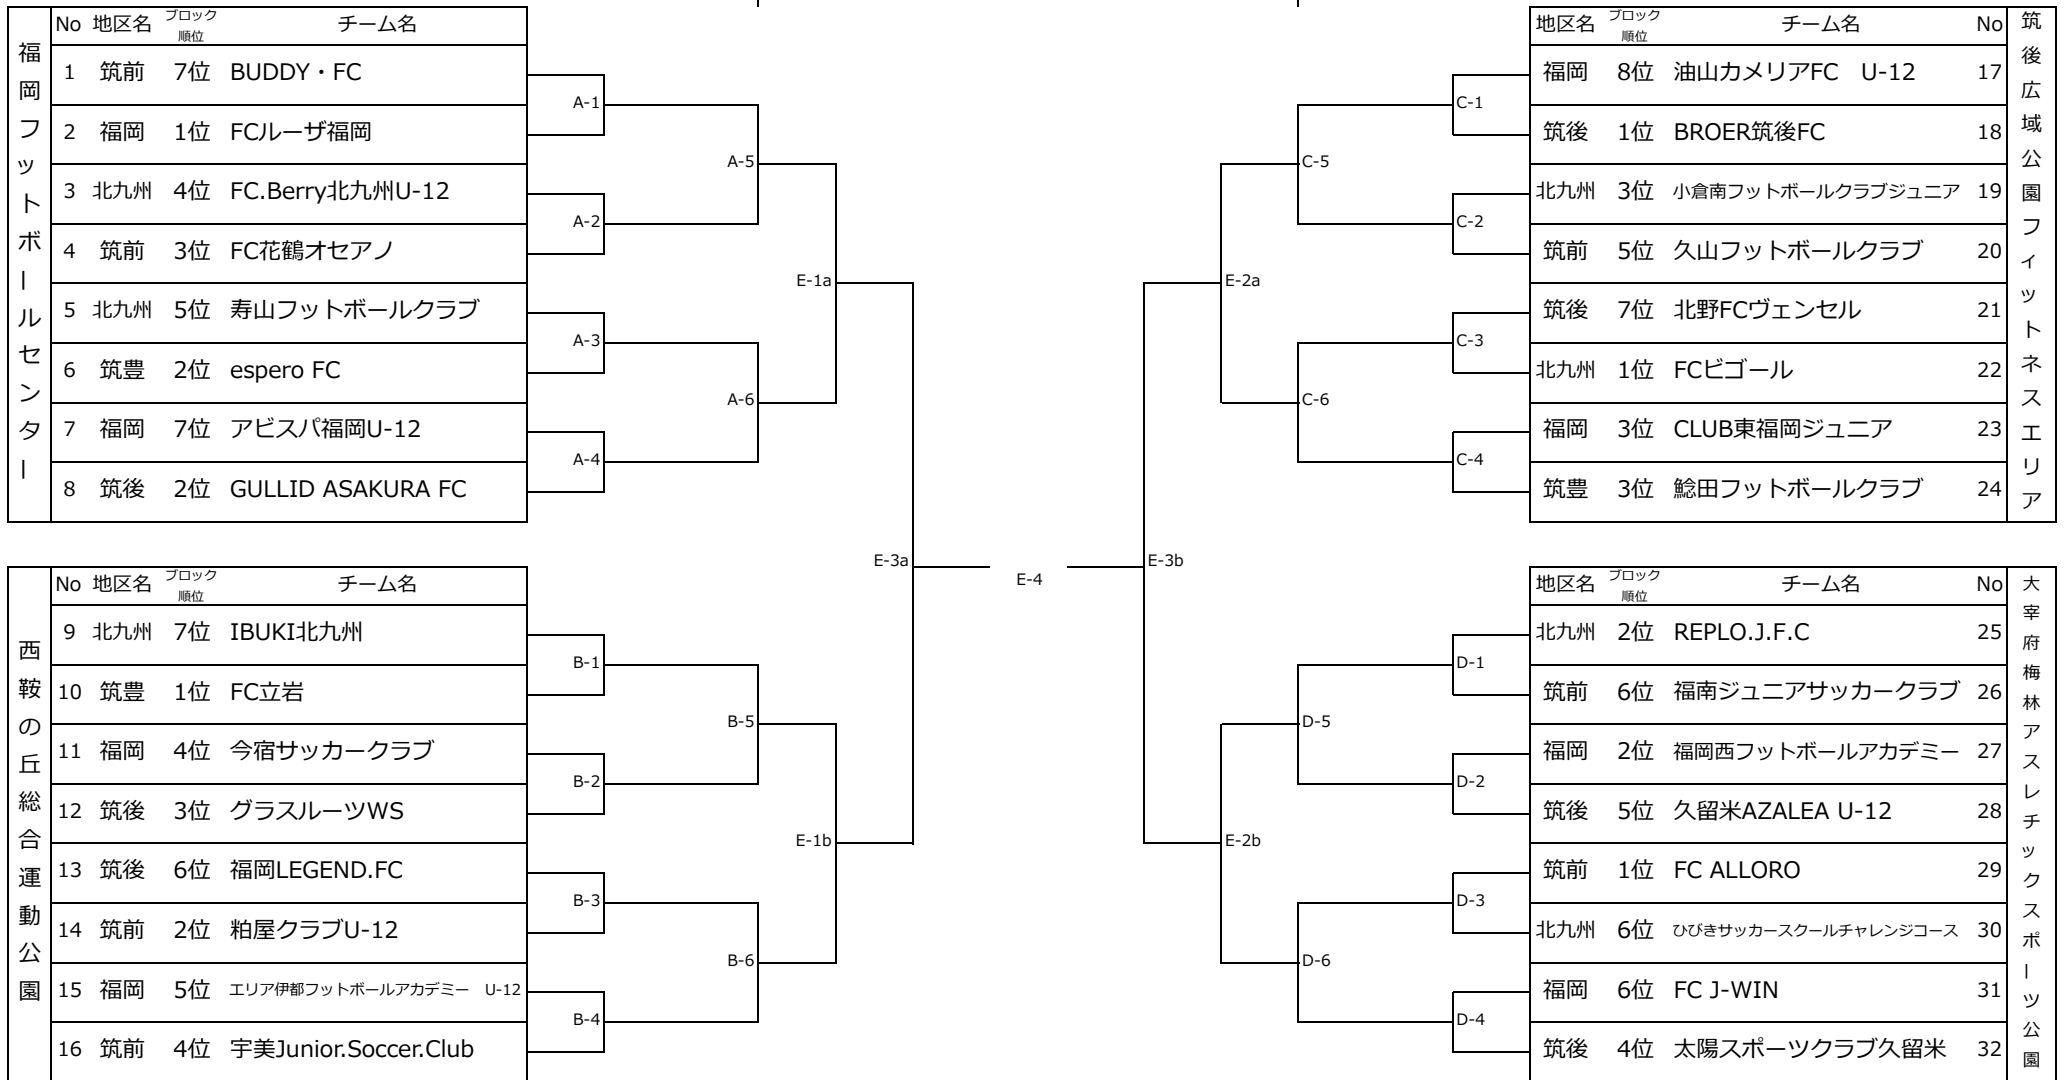 福岡フットボールセンター
No 地区名 ブロック順位 チーム名
1 筑前 7位 BUDDY・FC
2 福岡 1位 FCルーザ福岡
3 北九州 4位 FC.Berry北九州U-12
4 筑前 3位 FC花鶴オセアノ
5 北九州 5位 寿山フットボールクラブ
6 筑豊 2位 espero FC
7 福岡 7位 アビスパ福岡U-12
8 筑後 2位 GULLID ASAKURA FC
A-1
A-2
A-3
A-4
A-5
A-6
E-1a
西鞍の丘総合運動公園
No 地区名 ブロック順位 チーム名
9 北九州 7位 IBUKI北九州
10 筑豊 1位 FC立岩
11 福岡 4位 今宿サッカークラブ
12 筑後 3位 グラスルーツWS
13 筑後 6位 福岡LEGEND.FC
14 筑前 2位 粕屋クラブU-12
15 福岡 5位 エリア伊都フットボールアカデミー　U-12
16 筑前 4位 宇美Junior.Soccer.Club
B-1
B-2
B-3
B-4
B-5
B-6
E-1b
E-3a
E-4
E-3b
地区名 ブロック順位 チーム名 No
福岡 8位 油山カメリアFC　U-12 17
筑後 1位 BROER筑後FC 18
北九州 3位 小倉南フットボールクラブジュニア 19
筑前 5位 久山フットボールクラブ 20
筑後 7位 北野FCヴェンセル 21
北九州 1位 FCビゴール 22
福岡 3位 CLUB東福岡ジュニア 23
筑豊 3位 鯰田フットボールクラブ 24
筑後広域公園フィットネスエリア
C-1
C-2
C-3
C-4
C-5
C-6
E-2a
地区名 ブロック順位 チーム名 No
北九州 2位 REPLO.J.F.C 25
筑前 6位 福南ジュニアサッカークラブ 26
福岡 2位 福岡西フットボールアカデミー 27
筑後 5位 久留米AZALEA U-12 28
筑前 1位 FC ALLORO 29
北九州 6位 ひびきサッカースクールチャレンジコース 30
福岡 6位 FC J-WIN 31
筑後 4位 太陽スポーツクラブ久留米 32
大宰府梅林アスレチックスポーツ公園
D-1
D-2
D-3
D-4
D-5
D-6
E-2b